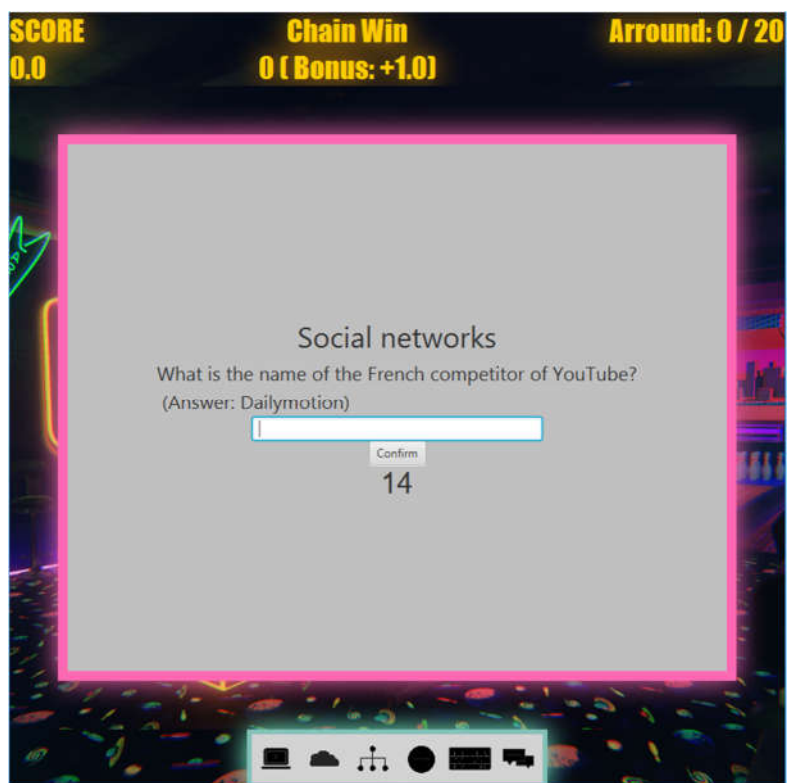 SCORE
Chain Win
Arround: 0 / 20
0.0
0 ( Bonus: +1.0)
Social networks
What is the name of the French competitor of YouTube?
(Answer: Dailymotion)
Confirm
14